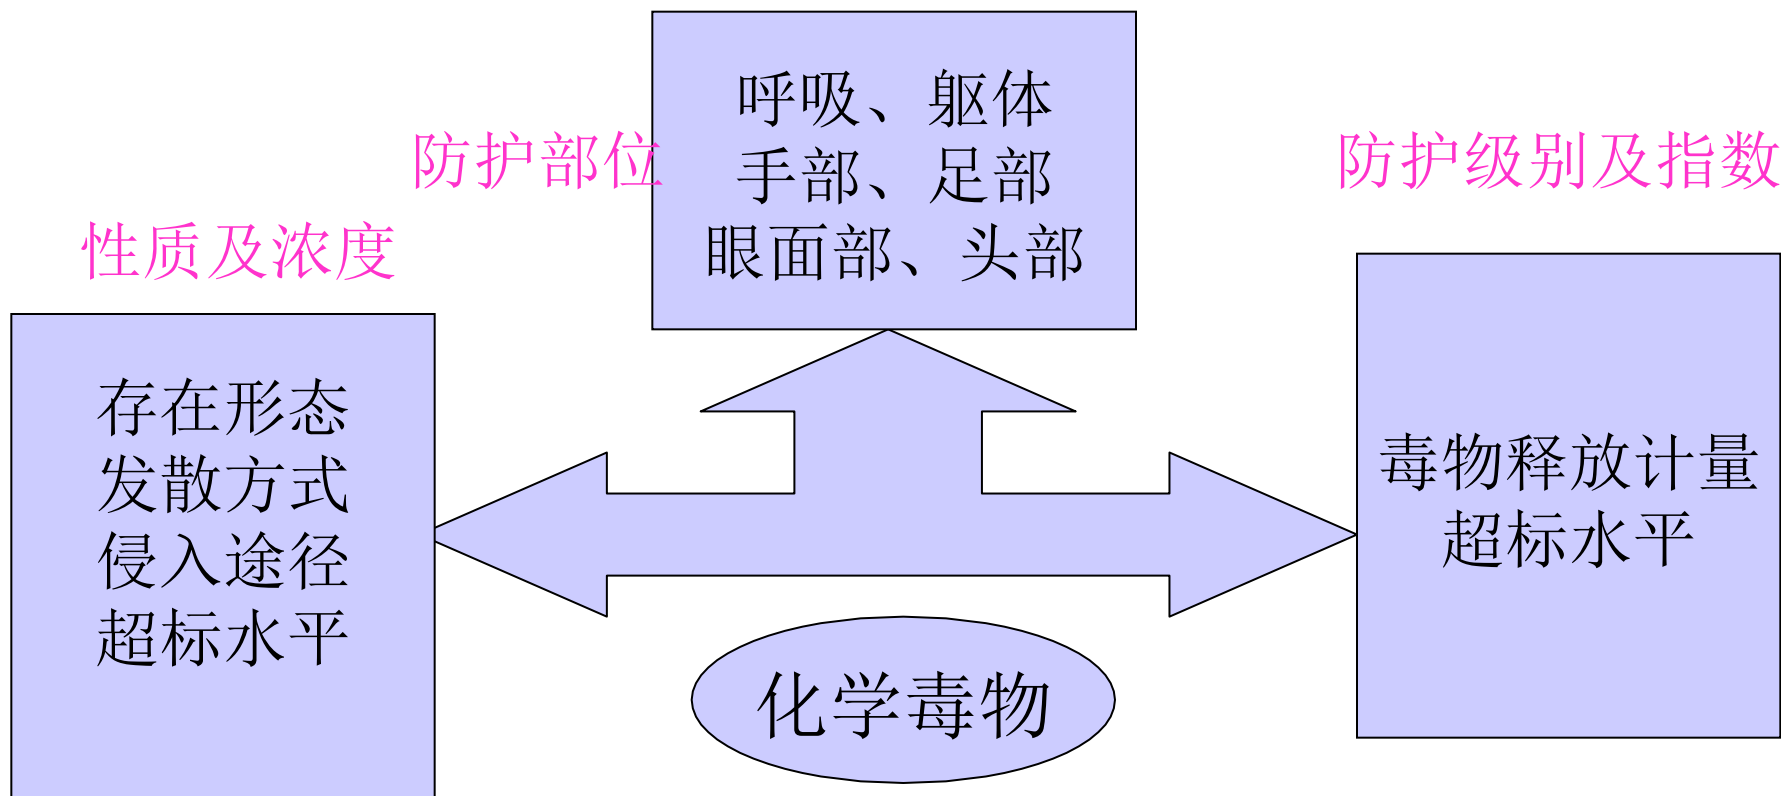 防护部位
呼吸、躯体
手部、足部
眼面部、头部
防护级别及指数
性质及浓度
存在形态
发散方式
侵入途径
超标水平
毒物释放计量
超标水平
化学毒物